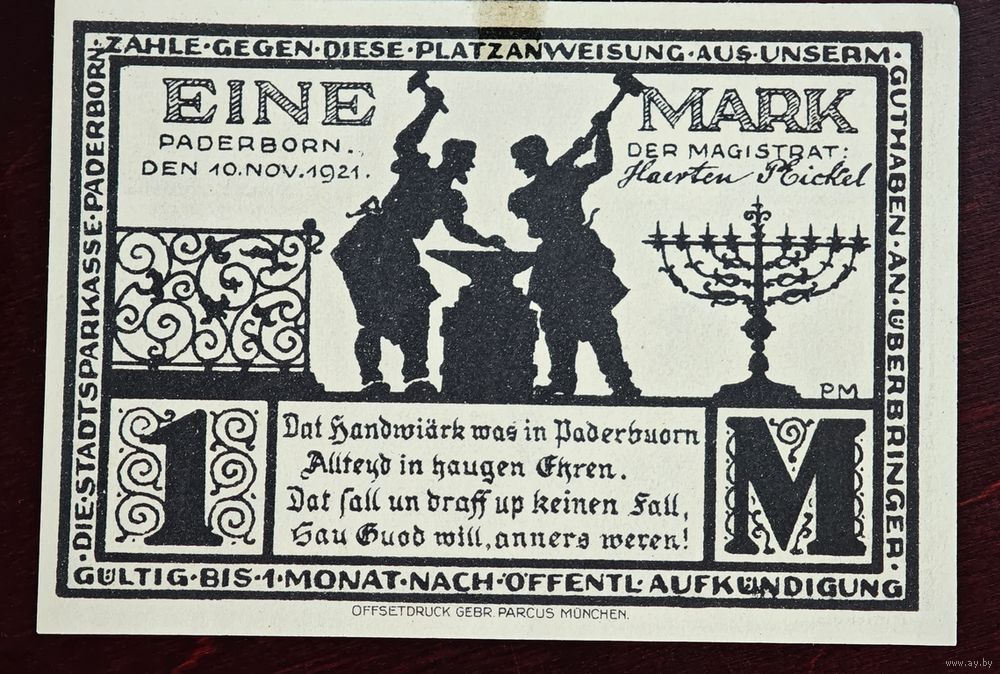 DIE·STADTSPARKASSE·PADERBORN·
ZAHLE·GEGEN·DIESE·PLATZANWEISUNG·AUS·UNSERM·
GUTHABEN·AN·ÜBERBRINGER·
GÜLTIG·BIS·1·MONAT·NACH·ÖFFENTL·AUFKÜNDIGUNG
EINE
PADERBORN.
DEN 10.NOV.1921.
MARK
DER MAGISTRAT:
Haerten Plückel
PM
1
Dat Handwiärk was in Paderbuorn
Allteyd in haugen Ehren.
Dat sall un draff up keinen Fall,
Sau Guod will, anners weren!
M
OFFSETDRUCK GEBR. PARCUS MÜNCHEN.
www.ay.by